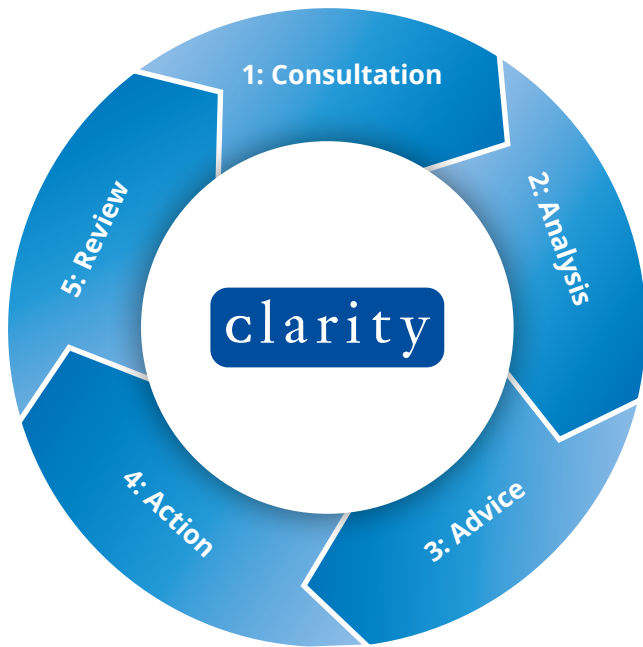 1: Consultation
2: Analysis
3: Advice
4: Action
5: Review
clarity